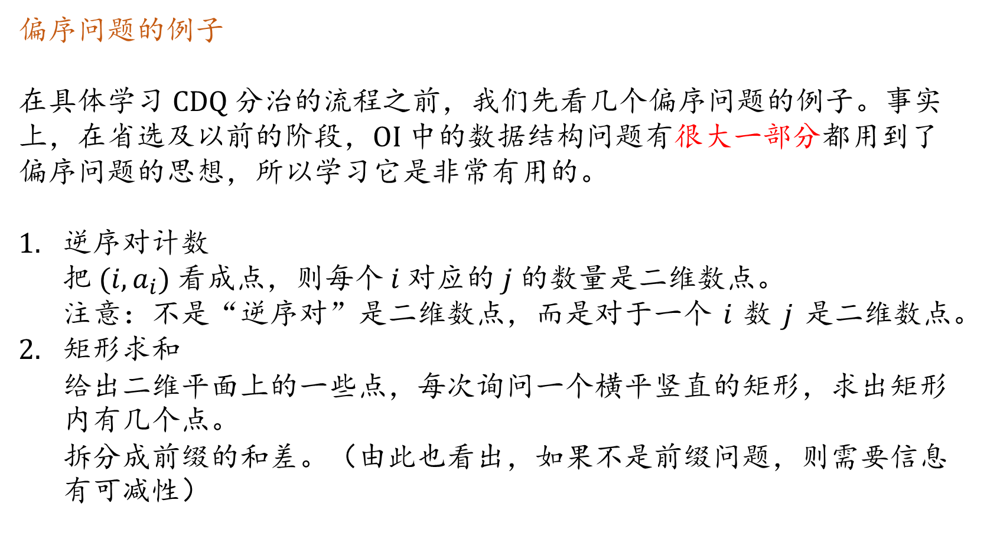 偏序问题的例子
在具体学习 CDQ 分治的流程之前，我们先看几个偏序问题的例子。事实
上，在省选及以前的阶段，OI 中的数据结构问题有很大一部分都用到了
偏序问题的思想，所以学习它是非常有用的。
1. 逆序对计数
把 (i, aᵢ) 看成点，则每个 i 对应的 j 的数量是二维数点。
注意：不是“逆序对”是二维数点，而是对于一个 i 数 j 是二维数点。
2. 矩形求和
给出二维平面上的一些点，每次询问一个横平竖直的矩形，求出矩形
内有几个点。
拆分成前缀的和差。（由此也看出，如果不是前缀问题，则需要信息
有可减性）